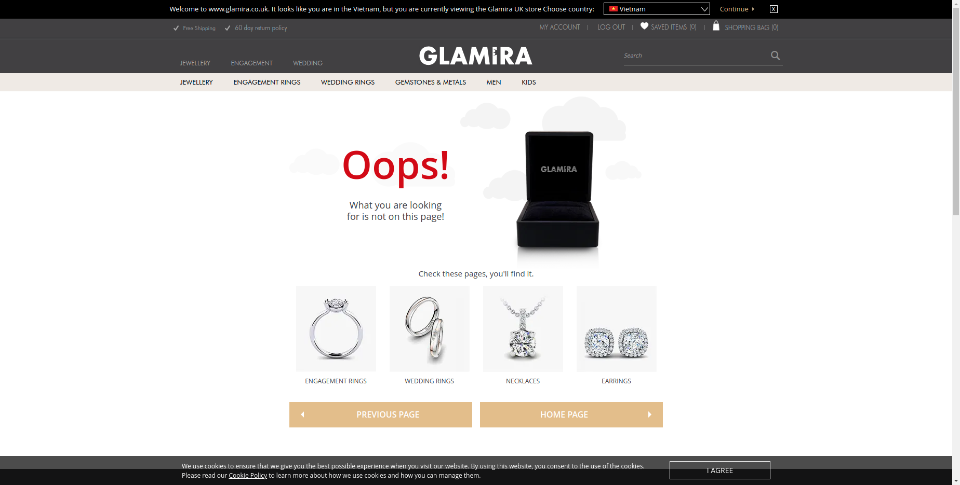 Welcome to www.glamira.co.uk. It looks like you are in the Vietnam, but you are currently viewing the Glamira UK store Choose country: Vietnam Continue X
Free Shipping 60 day return policy MY ACCOUNT | LOG OUT | SAVED ITEMS (0) | SHOPPING BAG (0)
JEWELLERY ENGAGEMENT WEDDING GLAMIRA Search
JEWELLERY ENGAGEMENT RINGS WEDDING RINGS GEMSTONES & METALS MEN KIDS
Oops!
GLAMIRA
What you are looking
for is not on this page!
Check these pages, you'll find it.
ENGAGEMENT RINGS WEDDING RINGS NECKLACES EARRINGS
PREVIOUS PAGE HOME PAGE
We use cookies to ensure that we give you the best possible experience when you visit our website. By using this website, you consent to the use of the cookies.
Please read our Cookie Policy to learn more about how we use cookies and how you can manage them.
I AGREE